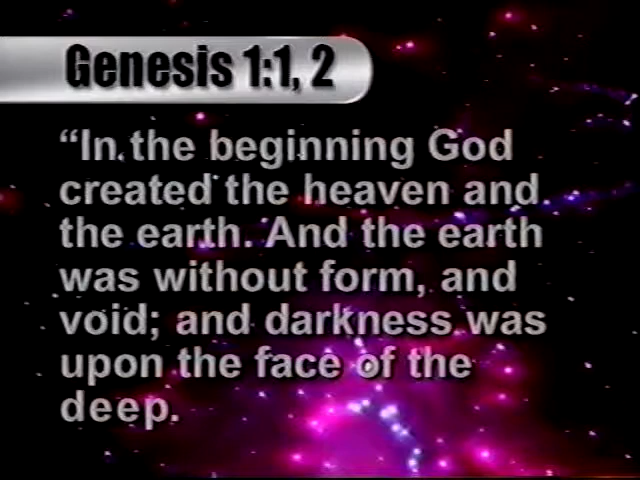 Genesis 1:1, 2
“In the beginning God
created the heaven and
the earth. And the earth
was without form, and
void; and darkness was
upon the face of the
deep.